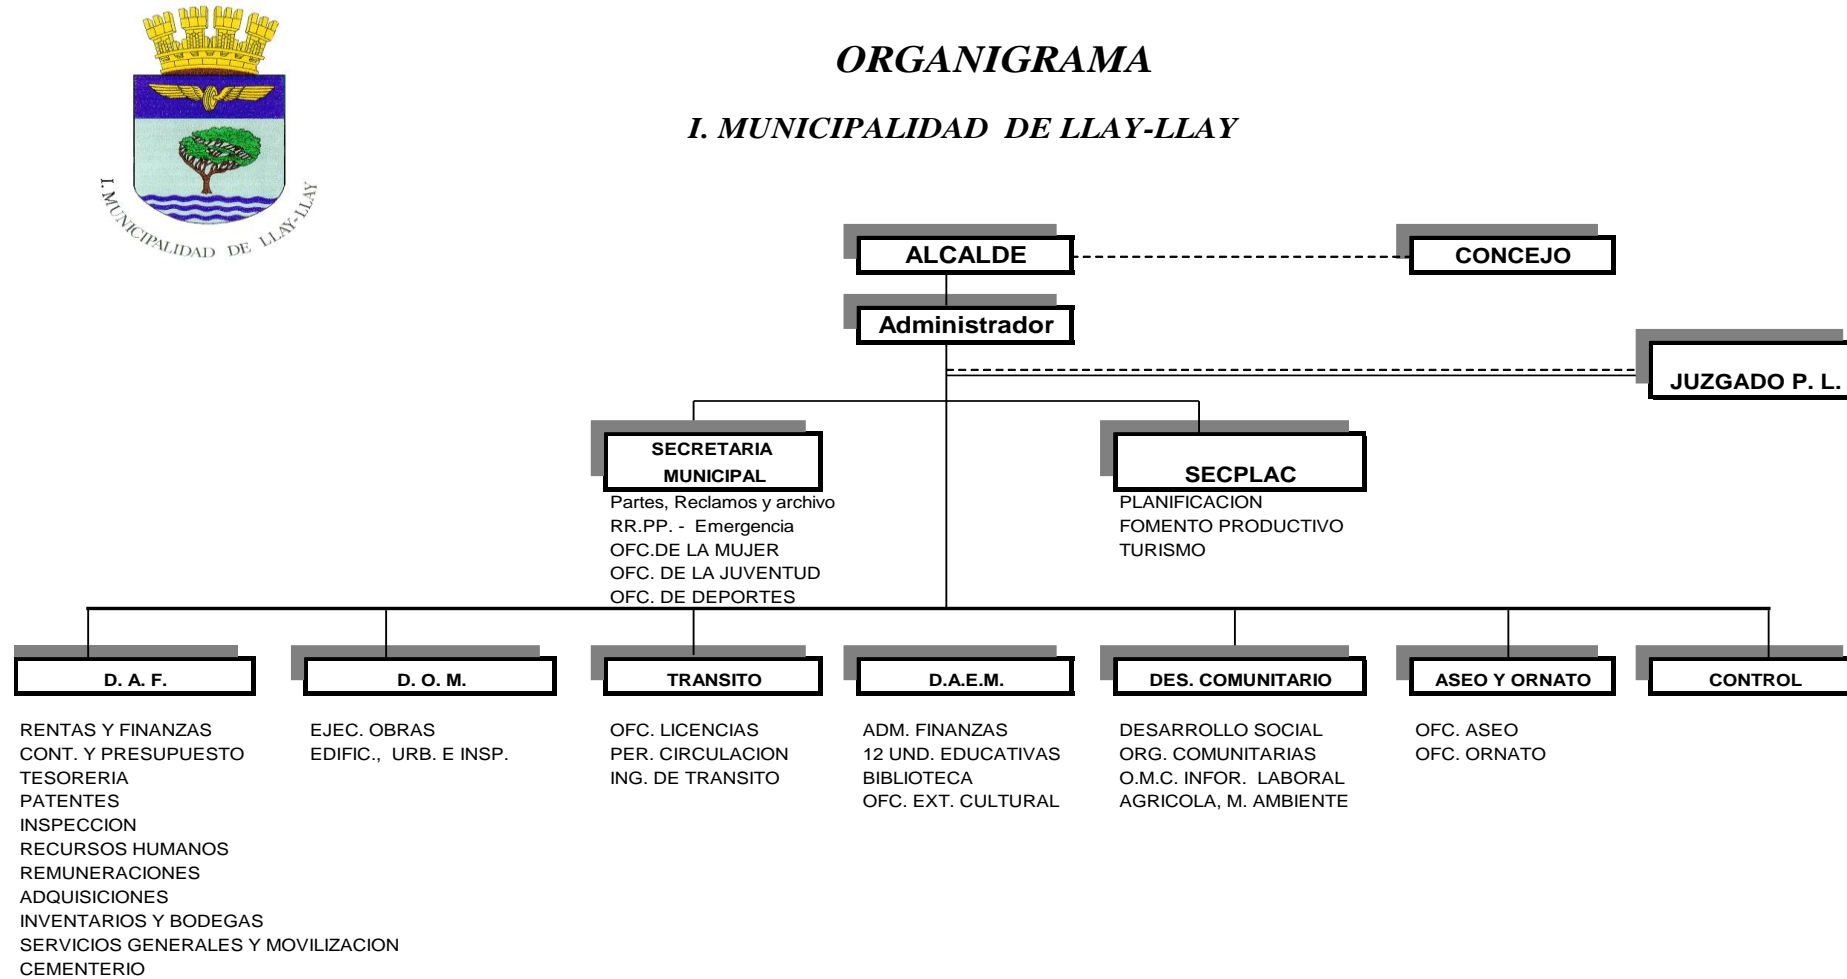 ORGANIGRAMA
I. MUNICIPALIDAD DE LLAY-LLAY
I. MUNICIPALIDAD DE LLAY-LLAY
ALCALDE
CONCEJO
Administrador
JUZGADO P. L.
SECRETARIA
MUNICIPAL
Partes, Reclamos y archivo
RR.PP. - Emergencia
OFC.DE LA MUJER
OFC. DE LA JUVENTUD
OFC. DE DEPORTES
SECPLAC
PLANIFICACION
FOMENTO PRODUCTIVO
TURISMO
D. A. F.
RENTAS Y FINANZAS
CONT. Y PRESUPUESTO
TESORERIA
PATENTES
INSPECCION
RECURSOS HUMANOS
REMUNERACIONES
ADQUISICIONES
INVENTARIOS Y BODEGAS
SERVICIOS GENERALES Y MOVILIZACION
CEMENTERIO
D. O. M.
EJEC. OBRAS
EDIFIC., URB. E INSP.
TRANSITO
OFC. LICENCIAS
PER. CIRCULACION
ING. DE TRANSITO
D.A.E.M.
ADM. FINANZAS
12 UND. EDUCATIVAS
BIBLIOTECA
OFC. EXT. CULTURAL
DES. COMUNITARIO
DESARROLLO SOCIAL
ORG. COMUNITARIAS
O.M.C. INFOR. LABORAL
AGRICOLA, M. AMBIENTE
ASEO Y ORNATO
OFC. ASEO
OFC. ORNATO
CONTROL